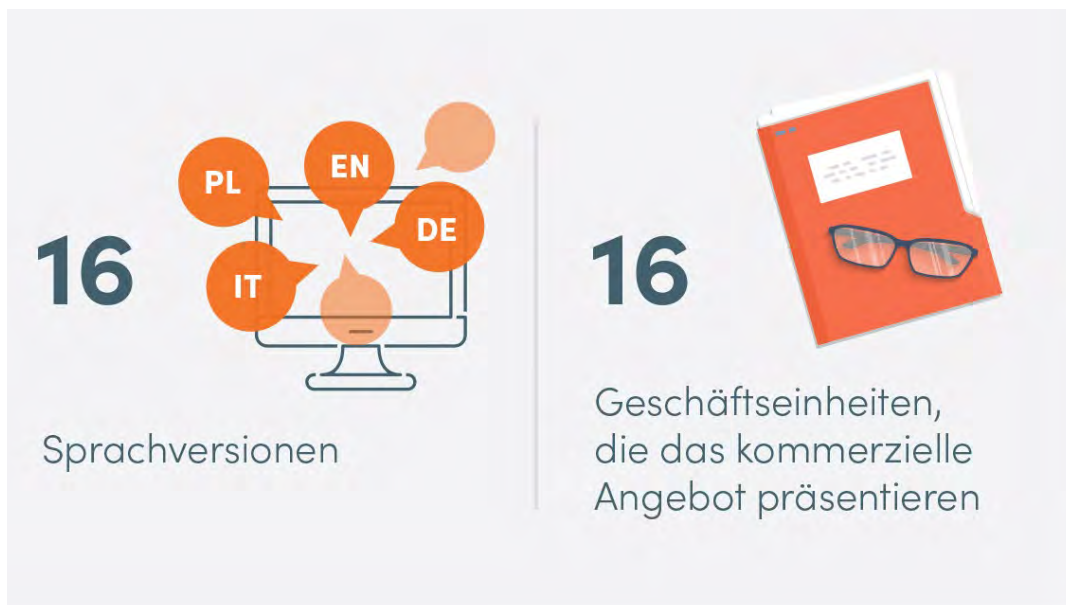 16
PL
EN
DE
IT
Sprachversionen
16
Geschäftseinheiten,
die das kommerzielle
Angebot präsentieren